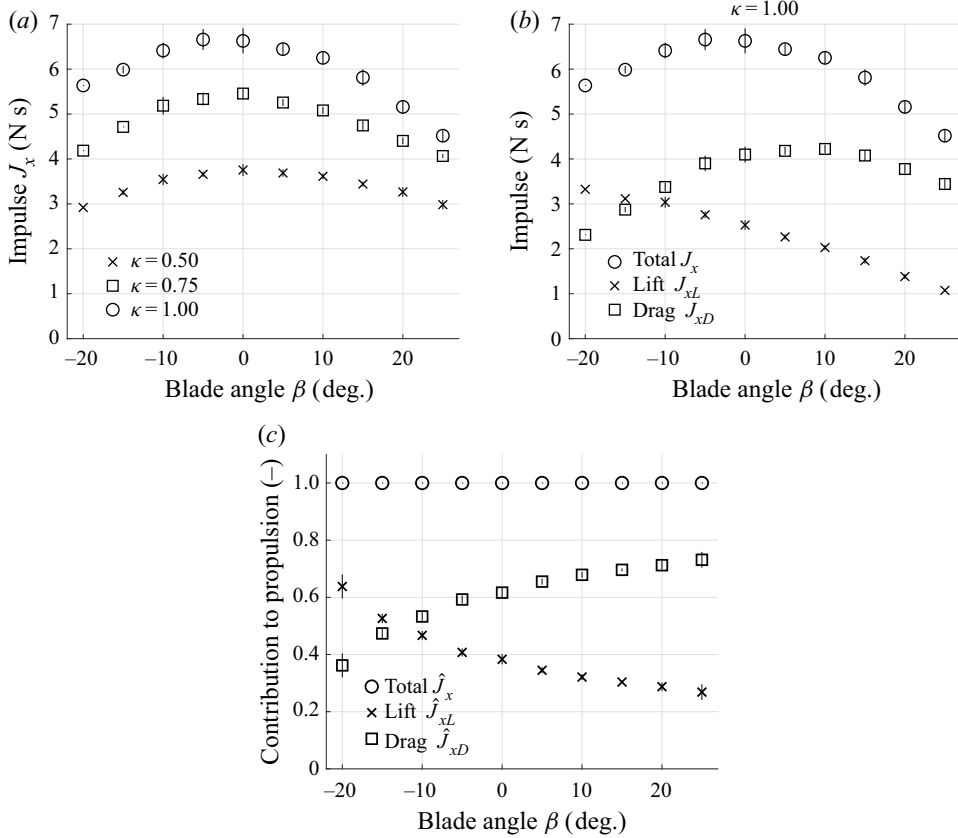 (a)
7
6
5
4
3
2
1
0
Impulse J_x (N s)
× κ = 0.50
□ κ = 0.75
○ κ = 1.00
−20 −10 0 10 20
Blade angle β (deg.)
(b)
κ = 1.00
7
6
5
4
3
2
1
0
Impulse (N s)
○ Total J_x
× Lift J_xL
□ Drag J_xD
−20 −10 0 10 20
Blade angle β (deg.)
(c)
1.0
0.8
0.6
0.4
0.2
0
Contribution to propulsion (–)
○ Total Ĵ_x
× Lift Ĵ_xL
□ Drag Ĵ_xD
−20 −10 0 10 20
Blade angle β (deg.)